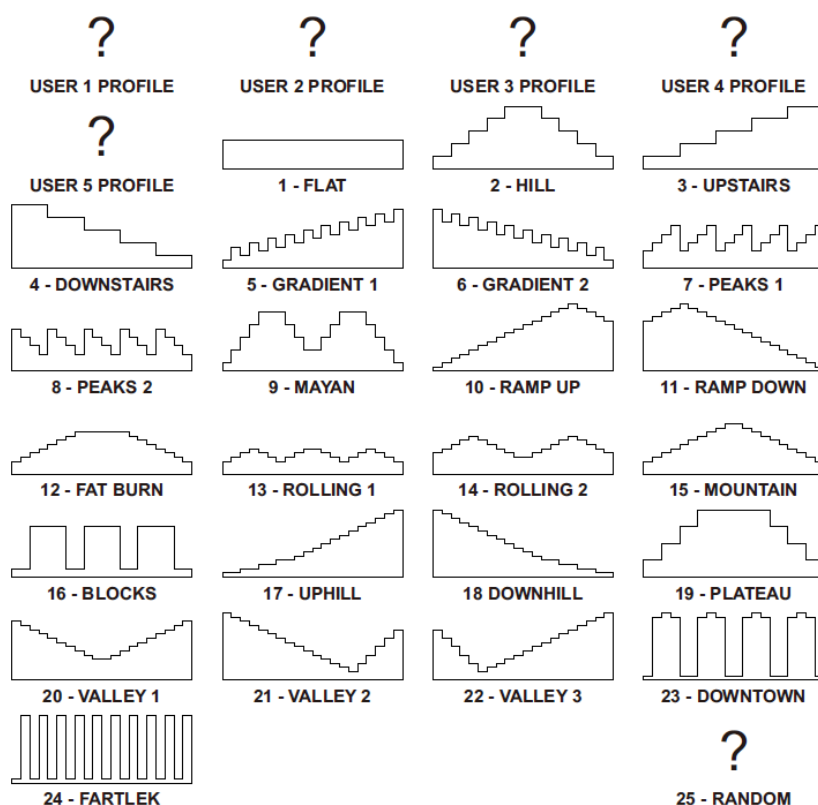 ?
?
?
?
USER 1 PROFILE
USER 2 PROFILE
USER 3 PROFILE
USER 4 PROFILE
?
USER 5 PROFILE
1 - FLAT
2 - HILL
3 - UPSTAIRS
4 - DOWNSTAIRS
5 - GRADIENT 1
6 - GRADIENT 2
7 - PEAKS 1
8 - PEAKS 2
9 - MAYAN
10 - RAMP UP
11 - RAMP DOWN
12 - FAT BURN
13 - ROLLING 1
14 - ROLLING 2
15 - MOUNTAIN
16 - BLOCKS
17 - UPHILL
18 DOWNHILL
19 - PLATEAU
20 - VALLEY 1
21 - VALLEY 2
22 - VALLEY 3
23 - DOWNTOWN
?
24 - FARTLEK
25 - RANDOM